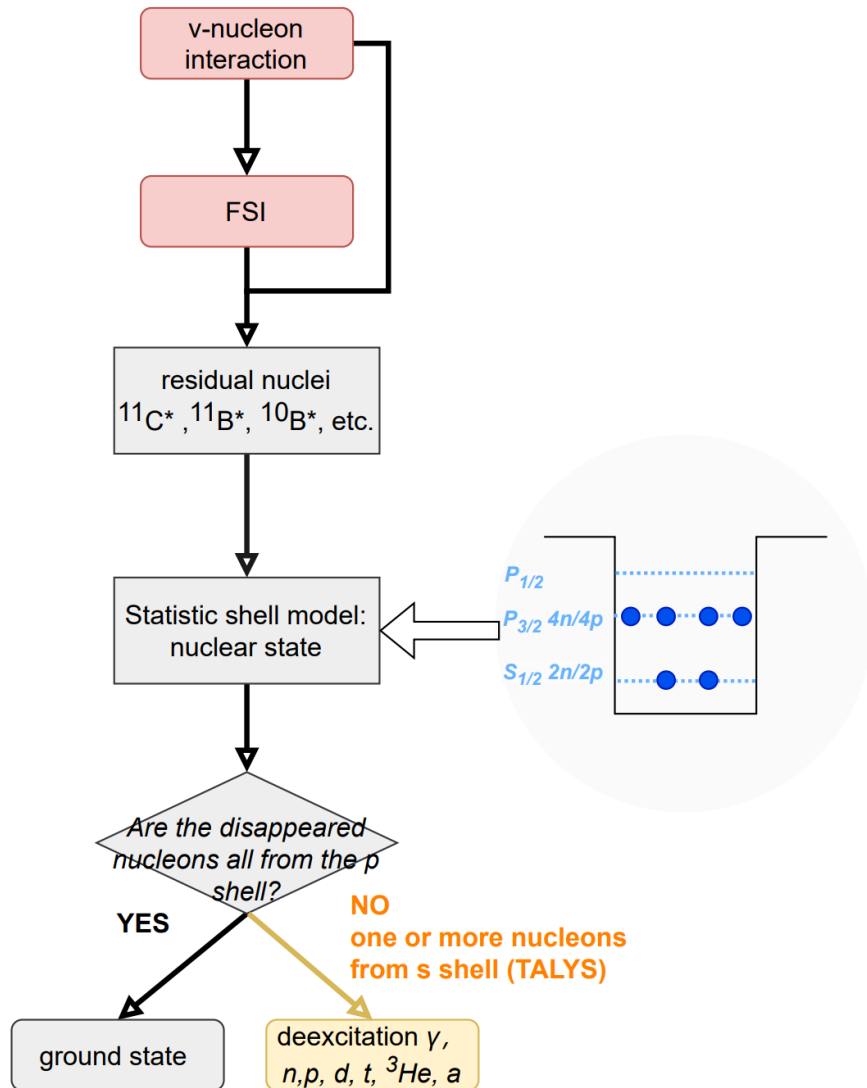 v-nucleon
interaction
FSI
residual nuclei
¹¹C* ,¹¹B*, ¹⁰B*, etc.
Statistic shell model:
nuclear state
P1/2
P3/2 4n/4p
S1/2 2n/2p
Are the disappeared
nucleons all from the p
shell?
YES
NO
one or more nucleons
from s shell (TALYS)
ground state
deexcitation γ,
n,p, d, t, ³He, a